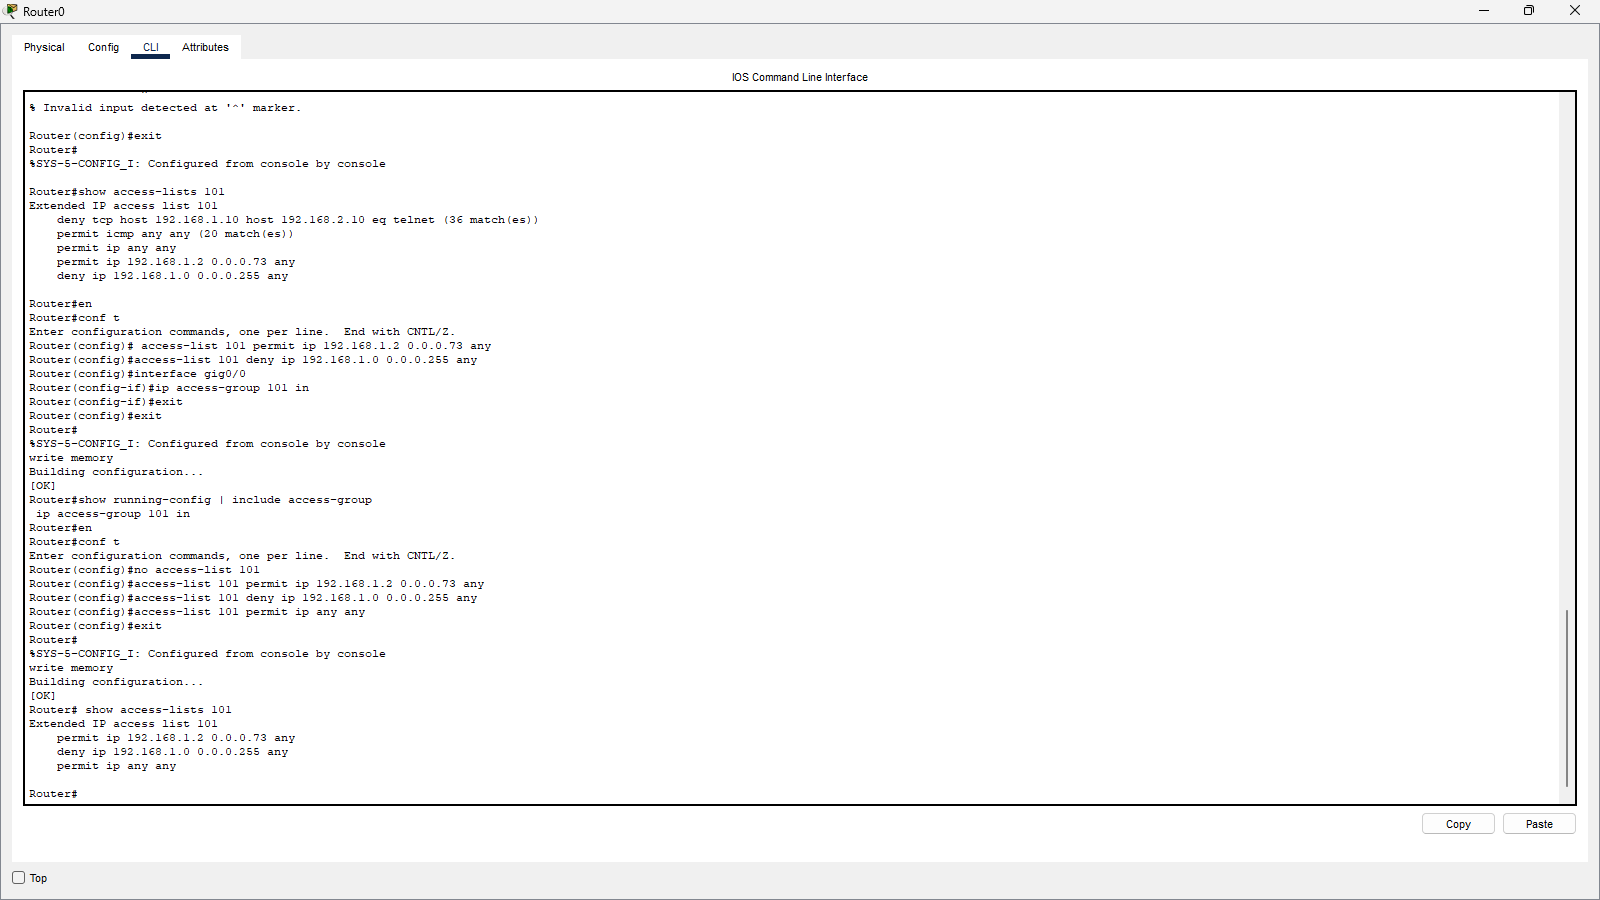 Router0
Physical Config CLI Attributes
IOS Command Line Interface
% Invalid input detected at '^' marker.
Router(config)#exit
Router#
%SYS-5-CONFIG_I: Configured from console by console
Router#show access-lists 101
Extended IP access list 101
deny tcp host 192.168.1.10 host 192.168.2.10 eq telnet (36 match(es))
permit icmp any any (20 match(es))
permit ip any any
permit ip 192.168.1.2 0.0.0.73 any
deny ip 192.168.1.0 0.0.0.255 any
Router#en
Router#conf t
Enter configuration commands, one per line.  End with CNTL/Z.
Router(config)# access-list 101 permit ip 192.168.1.2 0.0.0.73 any
Router(config)#access-list 101 deny ip 192.168.1.0 0.0.0.255 any
Router(config)#interface gig0/0
Router(config-if)#ip access-group 101 in
Router(config-if)#exit
Router(config)#exit
Router#
%SYS-5-CONFIG_I: Configured from console by console
write memory
Building configuration...
[OK]
Router#show running-config | include access-group
ip access-group 101 in
Router#en
Router#conf t
Enter configuration commands, one per line.  End with CNTL/Z.
Router(config)#no access-list 101
Router(config)#access-list 101 permit ip 192.168.1.2 0.0.0.73 any
Router(config)#access-list 101 deny ip 192.168.1.0 0.0.0.255 any
Router(config)#access-list 101 permit ip any any
Router(config)#exit
Router#
%SYS-5-CONFIG_I: Configured from console by console
write memory
Building configuration...
[OK]
Router# show access-lists 101
Extended IP access list 101
permit ip 192.168.1.2 0.0.0.73 any
deny ip 192.168.1.0 0.0.0.255 any
permit ip any any
Router#
Copy Paste
Top